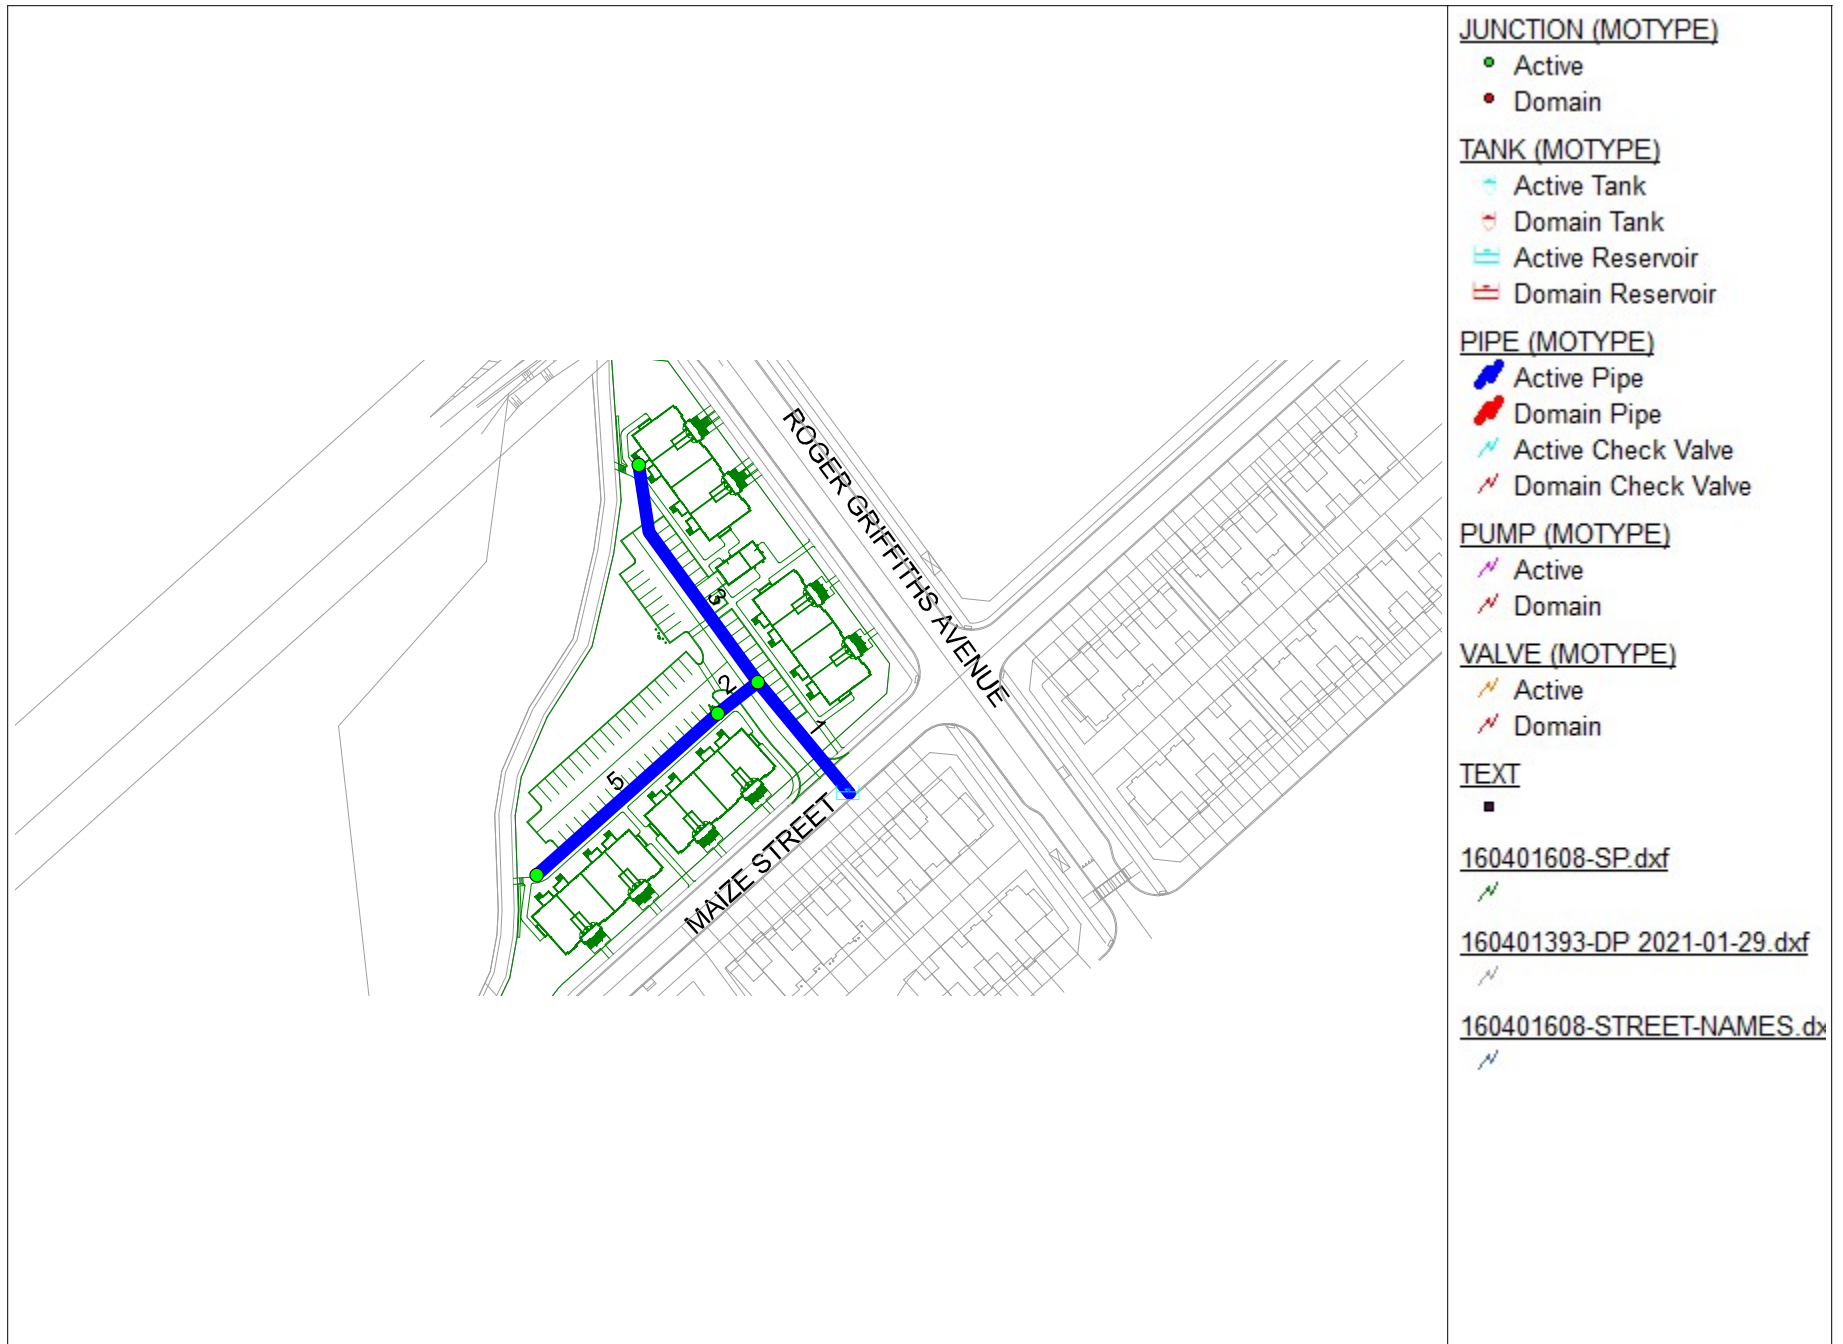 ROGER GRIFFITHS AVENUE
3
2
1
5
MAIZE STREET
JUNCTION (MOTYPE)
Active
Domain
TANK (MOTYPE)
Active Tank
Domain Tank
Active Reservoir
Domain Reservoir
PIPE (MOTYPE)
Active Pipe
Domain Pipe
Active Check Valve
Domain Check Valve
PUMP (MOTYPE)
Active
Domain
VALVE (MOTYPE)
Active
Domain
TEXT
160401608-SP.dxf
160401393-DP 2021-01-29.dxf
160401608-STREET-NAMES.dx